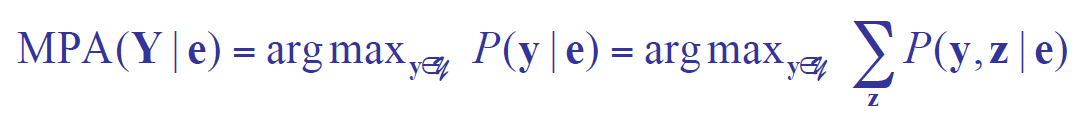 MPA(Y | e) = arg max_{y∈𝒴} P(y | e) = arg max_{y∈𝒴} ∑_z P(y, z | e)